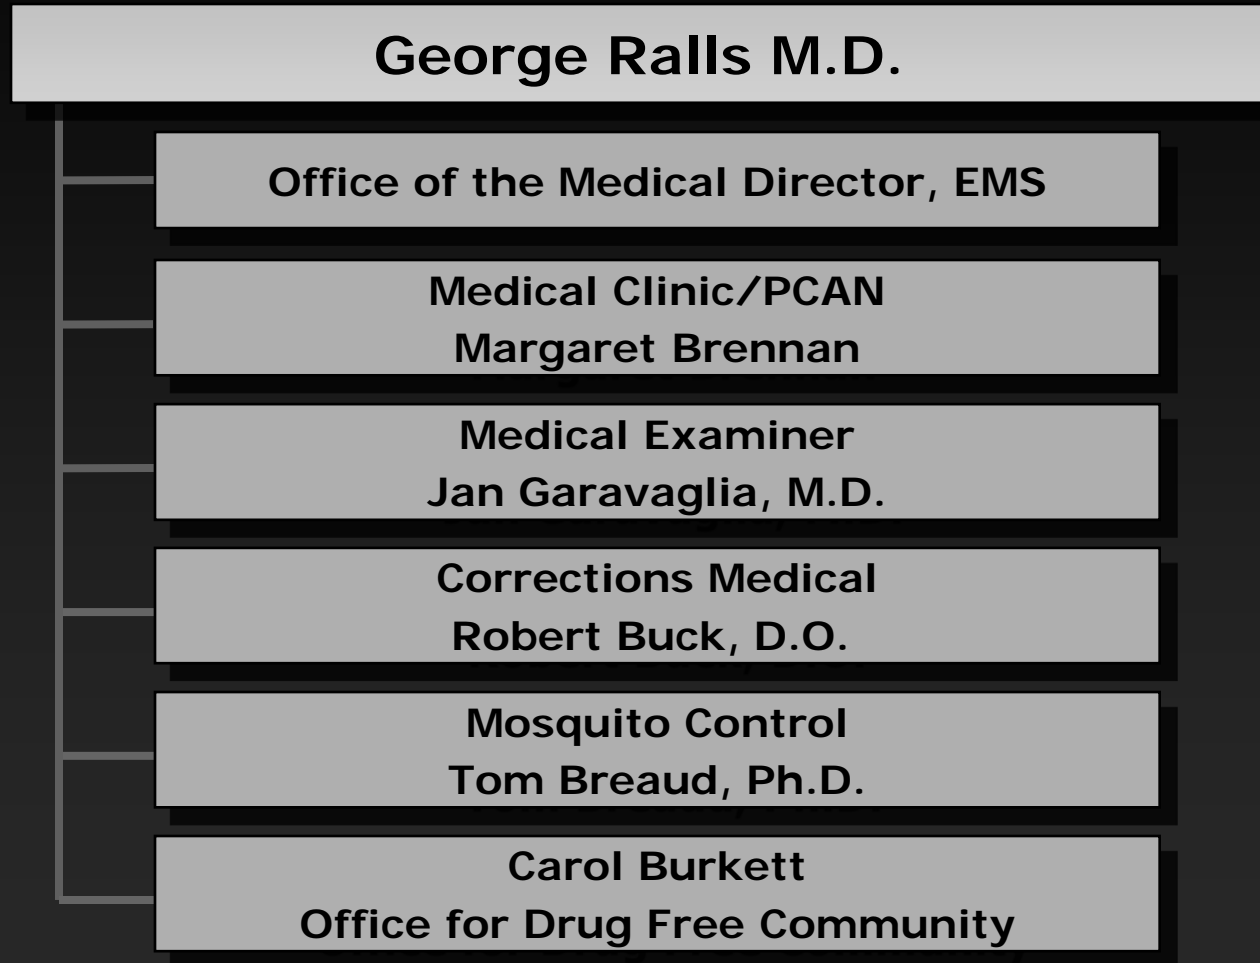 George Ralls M.D.
Office of the Medical Director, EMS
Medical Clinic/PCAN
Margaret Brennan
Medical Examiner
Jan Garavaglia, M.D.
Corrections Medical
Robert Buck, D.O.
Mosquito Control
Tom Breaud, Ph.D.
Carol Burkett
Office for Drug Free Community